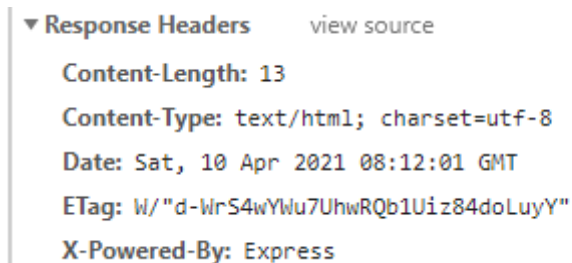 ▼ Response Headers view source
Content-Length: 13
Content-Type: text/html; charset=utf-8
Date: Sat, 10 Apr 2021 08:12:01 GMT
ETag: W/"d-WrS4wYWu7UhwRQb1Uiz84doLuyY"
X-Powered-By: Express